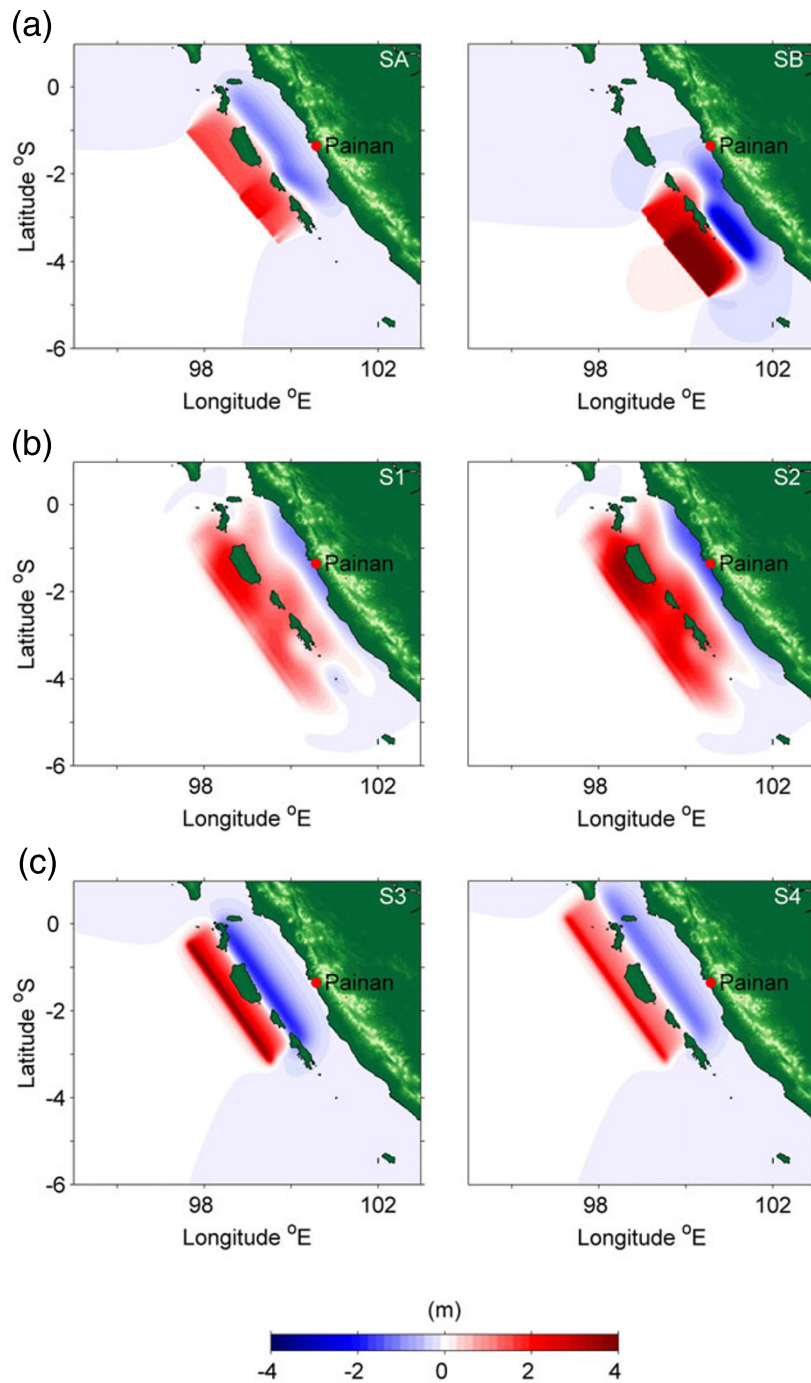 (a)
SA
SB
0
-2
-4
-6
Latitude °S
Painan
Painan
98
102
98
102
Longitude °E
Longitude °E
(b)
S1
S2
0
-2
-4
-6
Latitude °S
Painan
Painan
98
102
98
102
Longitude °E
Longitude °E
(c)
S3
S4
0
-2
-4
-6
Latitude °S
Painan
Painan
98
102
98
102
Longitude °E
Longitude °E
(m)
-4
-2
0
2
4